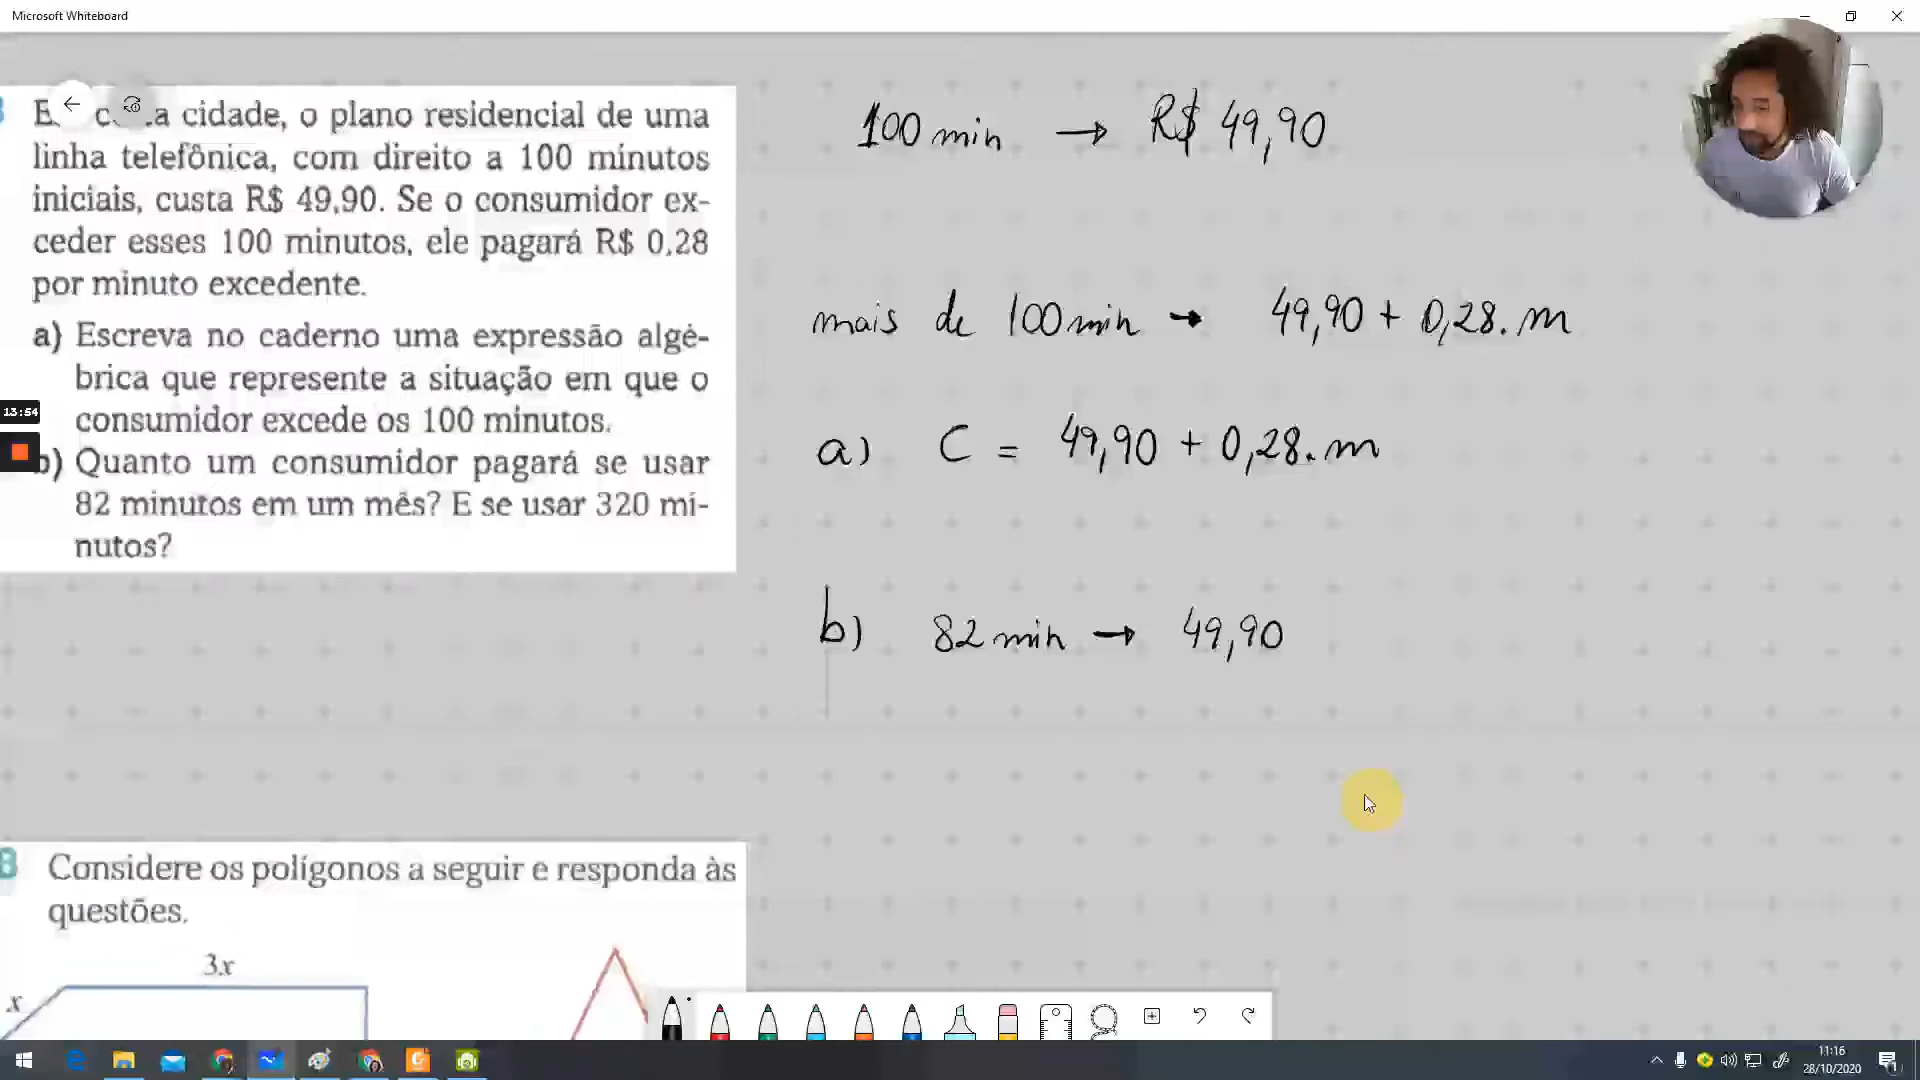 Microsoft Whiteboard
a cidade, o plano residencial de uma
linha telefônica, com direito a 100 minutos
iniciais, custa R$ 49,90. Se o consumidor ex-
ceder esses 100 minutos, ele pagará R$ 0,28
por minuto excedente.
a) Escreva no caderno uma expressão algé-
brica que represente a situação em que o
consumidor excede os 100 minutos.
b) Quanto um consumidor pagará se usar
82 minutos em um mês? E se usar 320 mi-
nutos?
13:54
100 min → R$ 49,90
mais de 100 min → 49,90 + 0,28.m
a) C = 49,90 + 0,28.m
b) 82 min → 49,90
Considere os polígonos a seguir e responda às
questões.
3x
x
11:16
28/10/2020
1